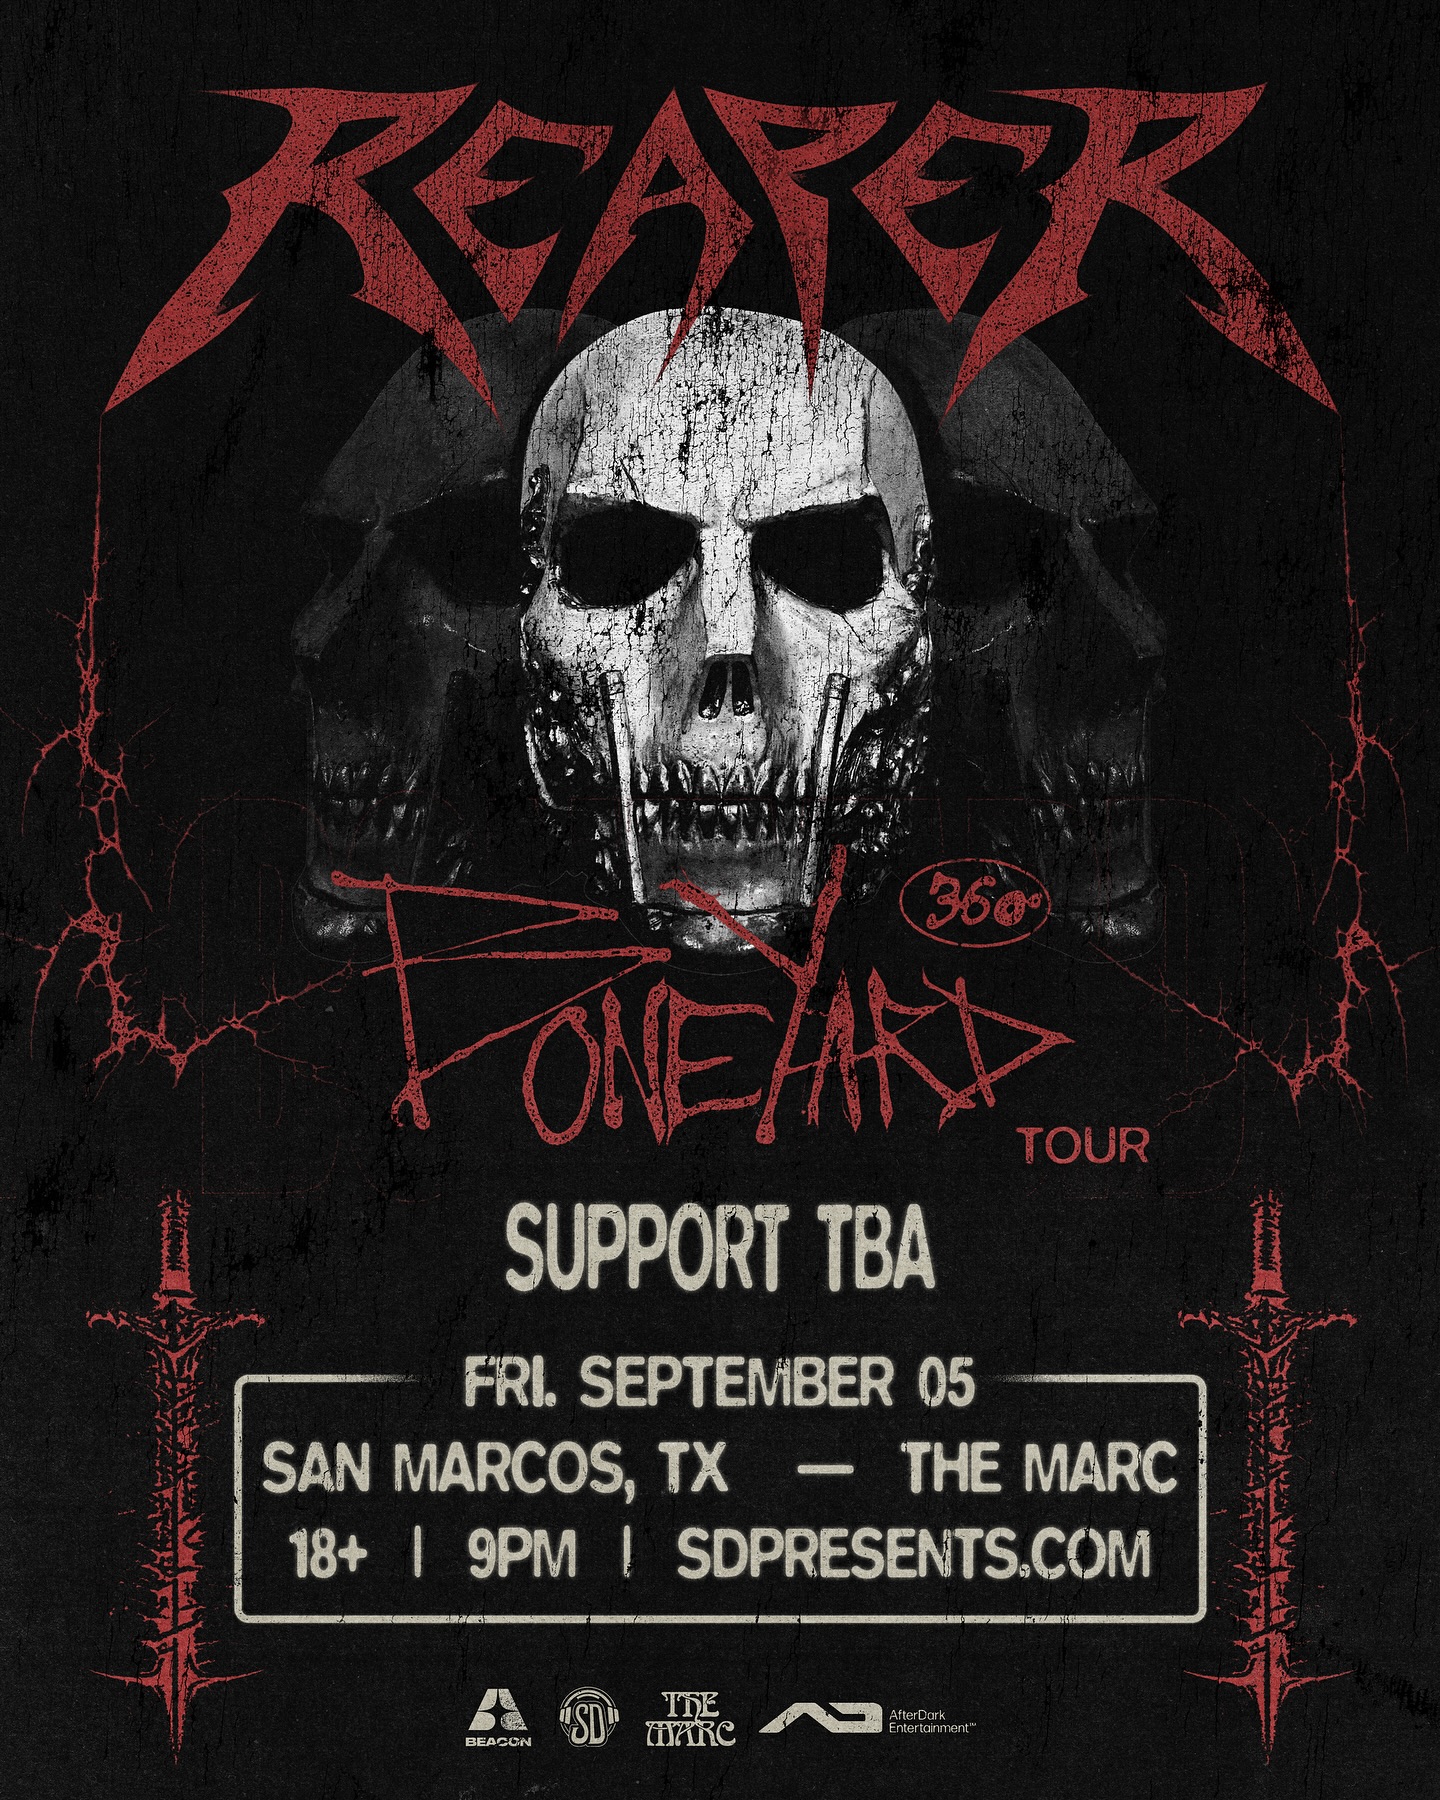 REAPER
360°
BONEYARD
TOUR
SUPPORT TBA
FRI. SEPTEMBER 05
SAN MARCOS, TX — THE MARC
18+ | 9PM | SDPRESENTS.COM
BEACON
SD
THE
MARC
AfterDark
Entertainment℠